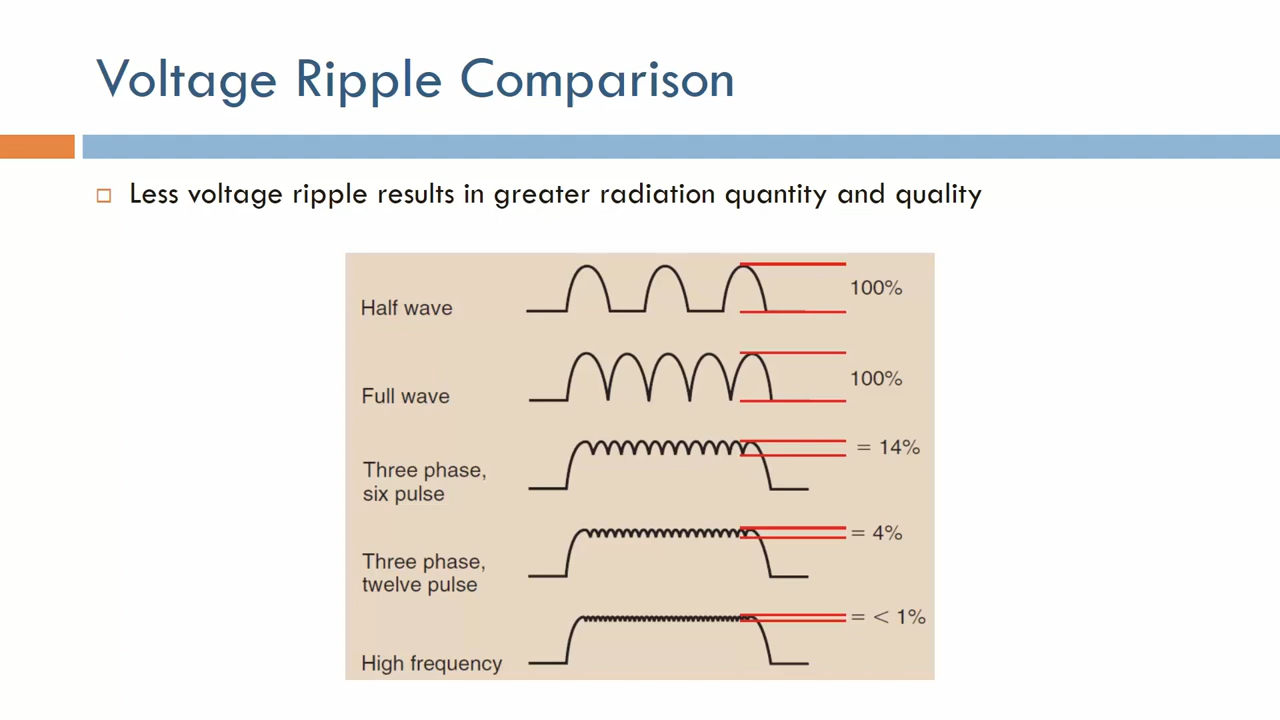 Voltage Ripple Comparison
Less voltage ripple results in greater radiation quantity and quality
Half wave
100%
Full wave
100%
Three phase,
six pulse
= 14%
Three phase,
twelve pulse
= 4%
High frequency
= < 1%